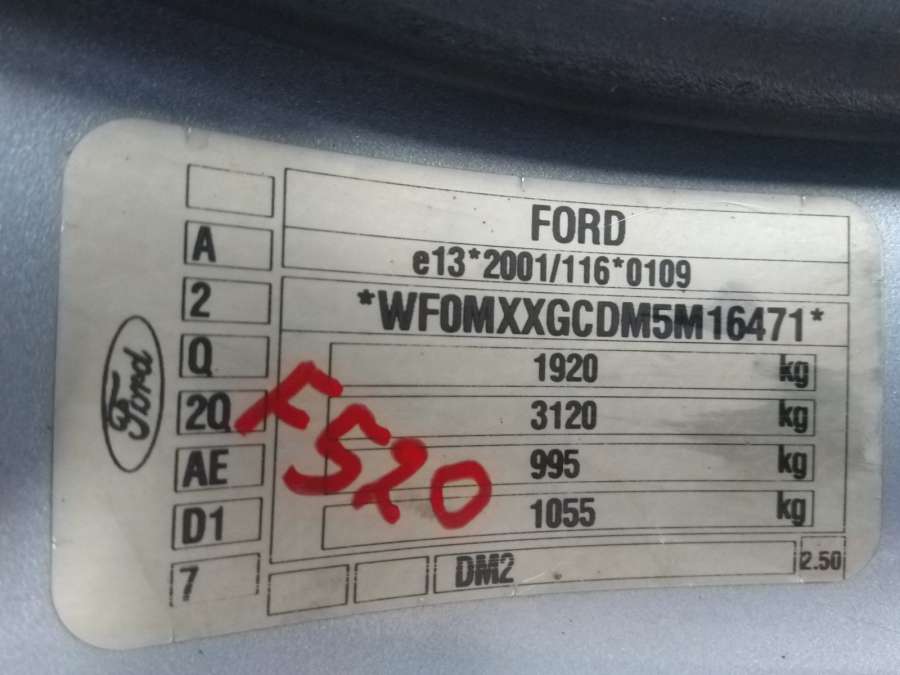 FORD
e13*2001/116*0109
*WF0MXXGCDM5M16471*
1920 kg
3120 kg
995 kg
1055 kg
A
2
Q
2Q
AE
D1
7
DM2
2.50
Ford
F520